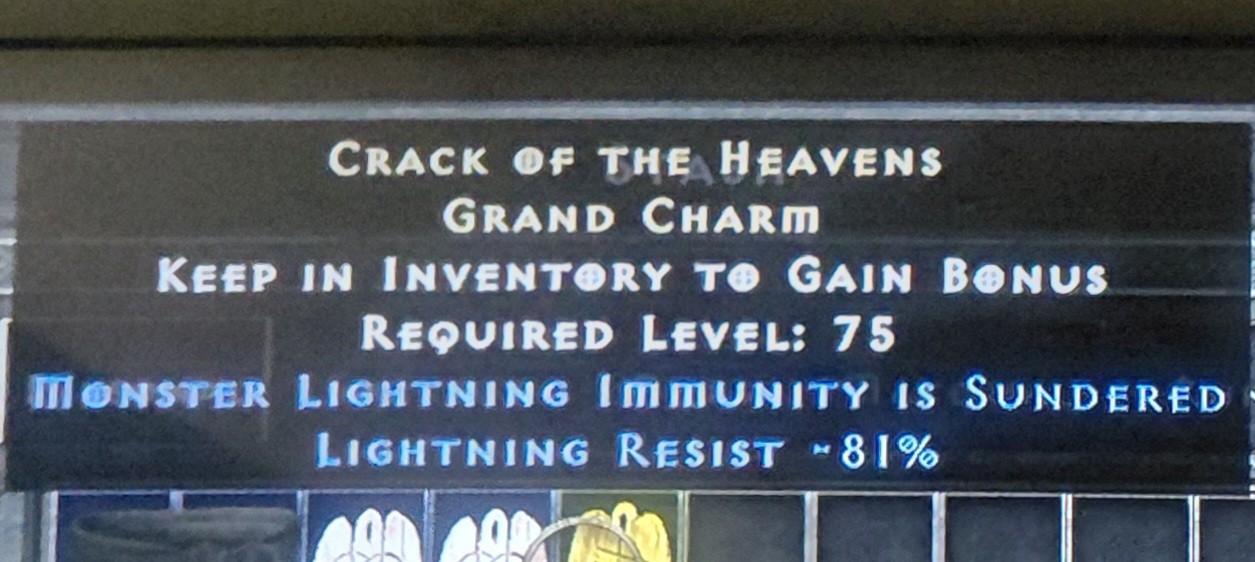 Crack of the Heavens
Grand Charm
Keep in Inventory to Gain Bonus
Required Level: 75
Monster Lightning Immunity is Sundered
Lightning Resist -81%